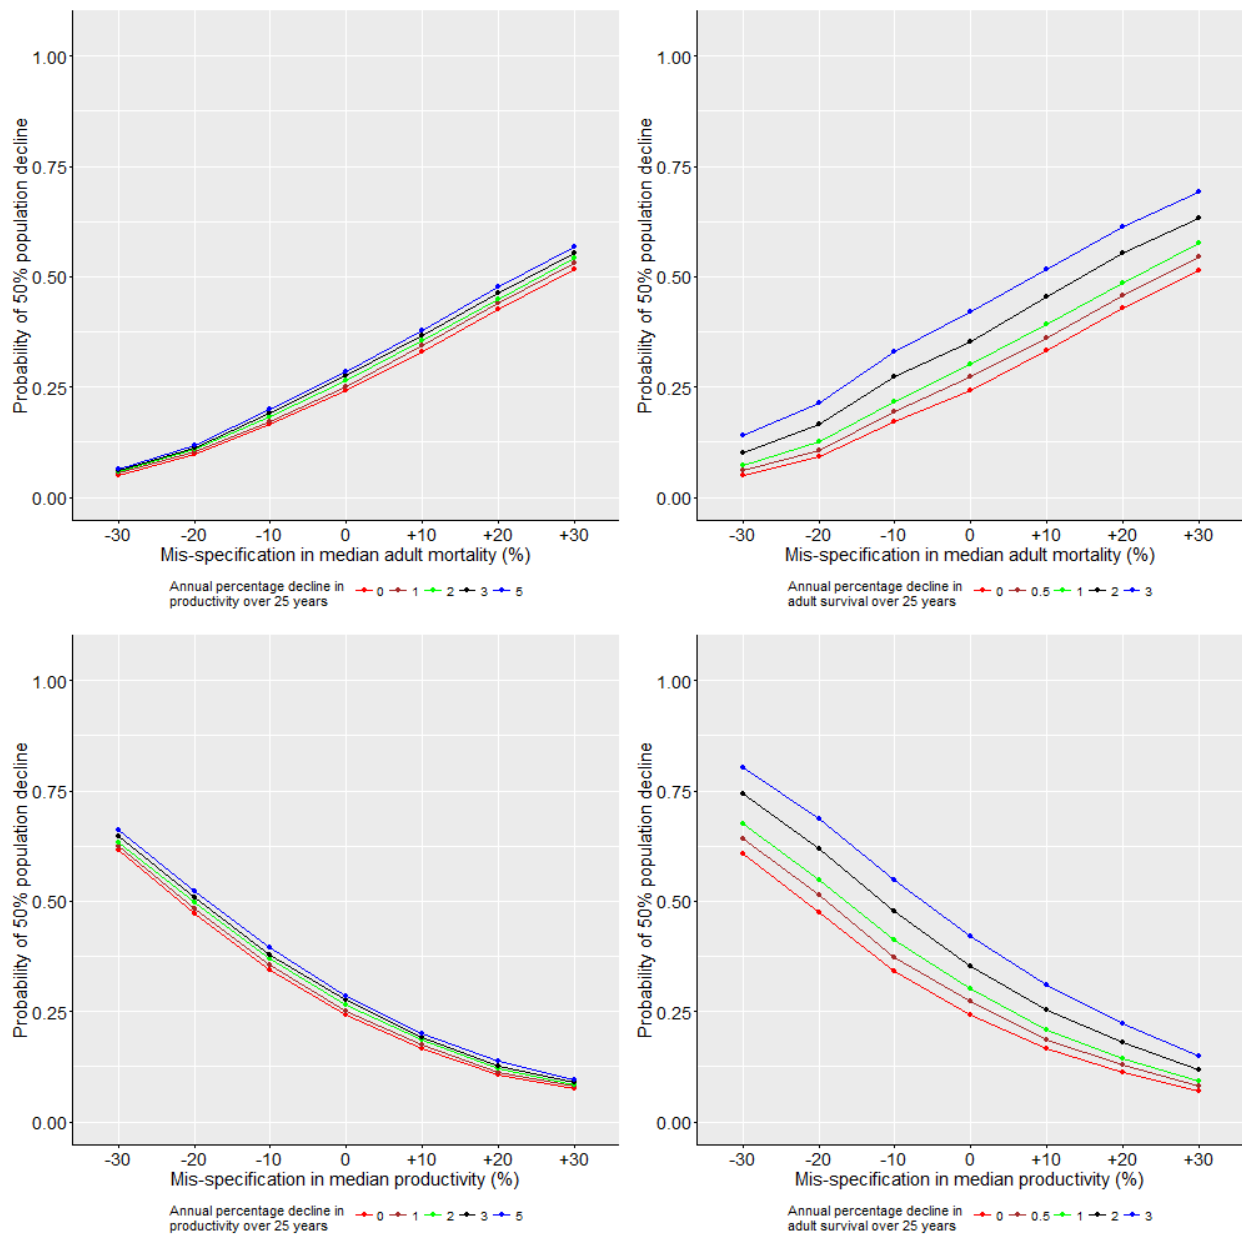 Probability of 50% population decline
1.00
0.75
0.50
0.25
0.00
-30 -20 -10 0 +10 +20 +30
Mis-specification in median adult mortality (%)
Annual percentage decline in
productivity over 25 years
0 1 2 3 5
Probability of 50% population decline
1.00
0.75
0.50
0.25
0.00
-30 -20 -10 0 +10 +20 +30
Mis-specification in median adult mortality (%)
Annual percentage decline in
adult survival over 25 years
0 0.5 1 2 3
Probability of 50% population decline
1.00
0.75
0.50
0.25
0.00
-30 -20 -10 0 +10 +20 +30
Mis-specification in median productivity (%)
Annual percentage decline in
productivity over 25 years
0 1 2 3 5
Probability of 50% population decline
1.00
0.75
0.50
0.25
0.00
-30 -20 -10 0 +10 +20 +30
Mis-specification in median productivity (%)
Annual percentage decline in
adult survival over 25 years
0 0.5 1 2 3